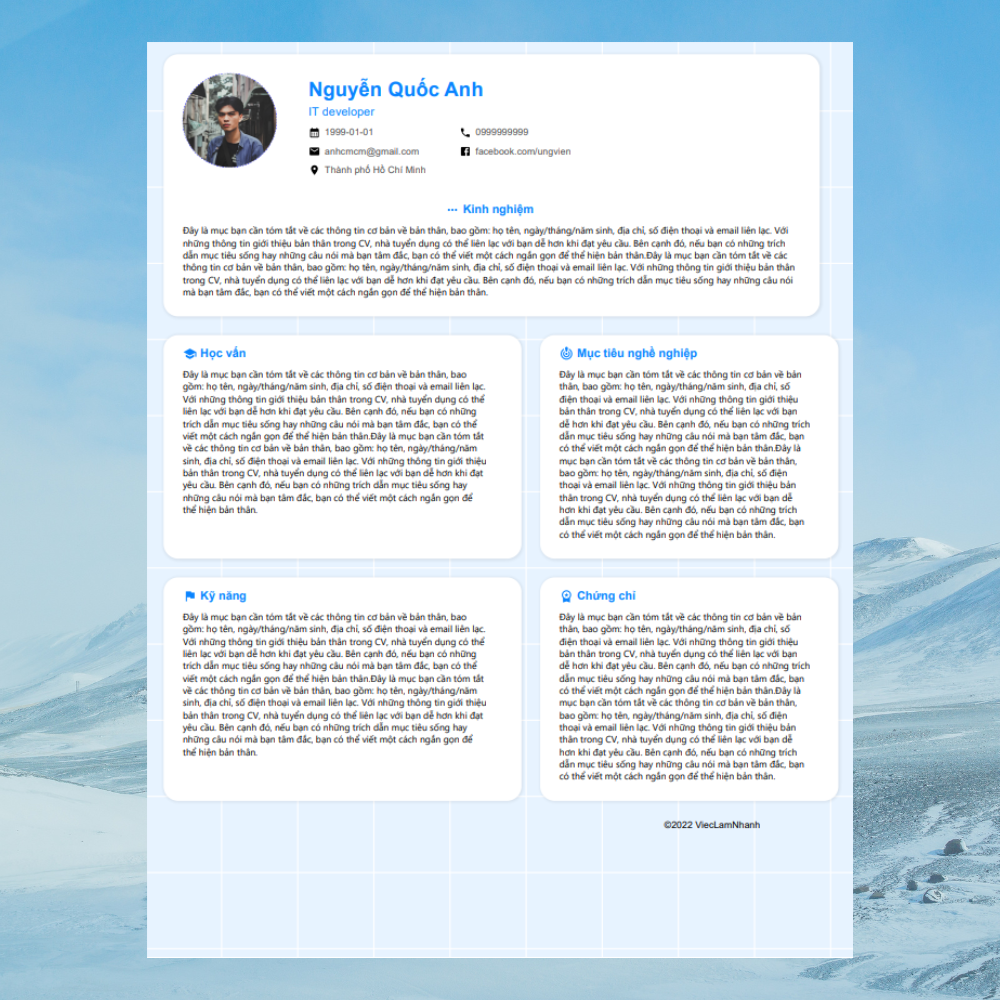 Nguyễn Quốc Anh
IT developer
1999-01-01
0999999999
anhcmcm@gmail.com
facebook.com/ungvien
Thành phố Hồ Chí Minh
Kinh nghiệm
Đây là mục bạn cần tóm tắt về các thông tin cơ bản về bản thân, bao gồm: họ tên, ngày/tháng/năm sinh, địa chỉ, số điện thoại và email liên lạc. Với
những thông tin giới thiệu bản thân trong CV, nhà tuyển dụng có thể liên lạc với bạn dễ hơn khi đạt yêu cầu. Bên cạnh đó, nếu bạn có những trích
dẫn mục tiêu sống hay những câu nói mà bạn tâm đắc, bạn có thể viết một cách ngắn gọn để thể hiện bản thân.Đây là mục bạn cần tóm tắt về các
thông tin cơ bản về bản thân, bao gồm: họ tên, ngày/tháng/năm sinh, địa chỉ, số điện thoại và email liên lạc. Với những thông tin giới thiệu bản thân
trong CV, nhà tuyển dụng có thể liên lạc với bạn dễ hơn khi đạt yêu cầu. Bên cạnh đó, nếu bạn có những trích dẫn mục tiêu sống hay những câu nói
mà bạn tâm đắc, bạn có thể viết một cách ngắn gọn để thể hiện bản thân.
Học vấn
Đây là mục bạn cần tóm tắt về các thông tin cơ bản về bản thân, bao
gồm: họ tên, ngày/tháng/năm sinh, địa chỉ, số điện thoại và email liên lạc.
Với những thông tin giới thiệu bản thân trong CV, nhà tuyển dụng có thể
liên lạc với bạn dễ hơn khi đạt yêu cầu. Bên cạnh đó, nếu bạn có những
trích dẫn mục tiêu sống hay những câu nói mà bạn tâm đắc, bạn có thể
viết một cách ngắn gọn để thể hiện bản thân.Đây là mục bạn cần tóm tắt
về các thông tin cơ bản về bản thân, bao gồm: họ tên, ngày/tháng/năm
sinh, địa chỉ, số điện thoại và email liên lạc. Với những thông tin giới thiệu
bản thân trong CV, nhà tuyển dụng có thể liên lạc với bạn dễ hơn khi đạt
yêu cầu. Bên cạnh đó, nếu bạn có những trích dẫn mục tiêu sống hay
những câu nói mà bạn tâm đắc, bạn có thể viết một cách ngắn gọn để
thể hiện bản thân.
Mục tiêu nghề nghiệp
Đây là mục bạn cần tóm tắt về các thông tin cơ bản về bản
thân, bao gồm: họ tên, ngày/tháng/năm sinh, địa chỉ, số
điện thoại và email liên lạc. Với những thông tin giới thiệu
bản thân trong CV, nhà tuyển dụng có thể liên lạc với bạn
dễ hơn khi đạt yêu cầu. Bên cạnh đó, nếu bạn có những trích
dẫn mục tiêu sống hay những câu nói mà bạn tâm đắc, bạn
có thể viết một cách ngắn gọn để thể hiện bản thân.Đây là
mục bạn cần tóm tắt về các thông tin cơ bản về bản thân,
bao gồm: họ tên, ngày/tháng/năm sinh, địa chỉ, số điện
thoại và email liên lạc. Với những thông tin giới thiệu bản
thân trong CV, nhà tuyển dụng có thể liên lạc với bạn dễ
hơn khi đạt yêu cầu. Bên cạnh đó, nếu bạn có những trích
dẫn mục tiêu sống hay những câu nói mà bạn tâm đắc, bạn
có thể viết một cách ngắn gọn để thể hiện bản thân.
Kỹ năng
Đây là mục bạn cần tóm tắt về các thông tin cơ bản về bản thân, bao
gồm: họ tên, ngày/tháng/năm sinh, địa chỉ, số điện thoại và email liên lạc.
Với những thông tin giới thiệu bản thân trong CV, nhà tuyển dụng có thể
liên lạc với bạn dễ hơn khi đạt yêu cầu. Bên cạnh đó, nếu bạn có những
trích dẫn mục tiêu sống hay những câu nói mà bạn tâm đắc, bạn có thể
viết một cách ngắn gọn để thể hiện bản thân.Đây là mục bạn cần tóm tắt
về các thông tin cơ bản về bản thân, bao gồm: họ tên, ngày/tháng/năm
sinh, địa chỉ, số điện thoại và email liên lạc. Với những thông tin giới thiệu
bản thân trong CV, nhà tuyển dụng có thể liên lạc với bạn dễ hơn khi đạt
yêu cầu. Bên cạnh đó, nếu bạn có những trích dẫn mục tiêu sống hay
những câu nói mà bạn tâm đắc, bạn có thể viết một cách ngắn gọn để
thể hiện bản thân.
Chứng chỉ
Đây là mục bạn cần tóm tắt về các thông tin cơ bản về bản
thân, bao gồm: họ tên, ngày/tháng/năm sinh, địa chỉ, số
điện thoại và email liên lạc. Với những thông tin giới thiệu
bản thân trong CV, nhà tuyển dụng có thể liên lạc với bạn
dễ hơn khi đạt yêu cầu. Bên cạnh đó, nếu bạn có những trích
dẫn mục tiêu sống hay những câu nói mà bạn tâm đắc, bạn
có thể viết một cách ngắn gọn để thể hiện bản thân.Đây là
mục bạn cần tóm tắt về các thông tin cơ bản về bản thân,
bao gồm: họ tên, ngày/tháng/năm sinh, địa chỉ, số điện
thoại và email liên lạc. Với những thông tin giới thiệu bản
thân trong CV, nhà tuyển dụng có thể liên lạc với bạn dễ
hơn khi đạt yêu cầu. Bên cạnh đó, nếu bạn có những trích
dẫn mục tiêu sống hay những câu nói mà bạn tâm đắc, bạn
có thể viết một cách ngắn gọn để thể hiện bản thân.
©2022 ViecLamNhanh